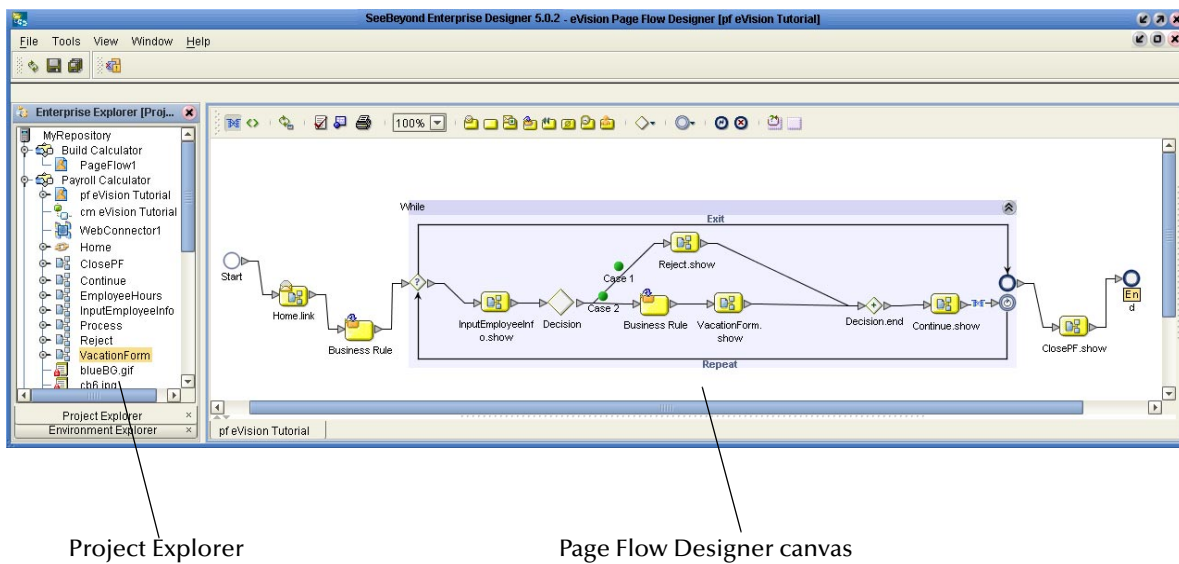 SeeBeyond Enterprise Designer 5.0.2 - eVision Page Flow Designer [pf eVision Tutorial]
File Tools View Window Help
Enterprise Explorer [Proj...
MyRepository
Build Calculator
PageFlow1
Payroll Calculator
pf eVision Tutorial
cm eVision Tutorial
WebConnector1
Home
ClosePF
Continue
EmployeeHours
InputEmployeeInfo
Process
Reject
VacationForm
blueBG.gif
cb6.jpg
Project Explorer
Environment Explorer
100%
While
Exit
Start
Home.link
Business Rule
InputEmployeeInf
o.show
Decision
Case 1
Case 2
Reject.show
Business Rule
VacationForm.
show
Decision.end
Continue.show
Repeat
ClosePF.show
En
d
pf eVision Tutorial
Project Explorer
Page Flow Designer canvas